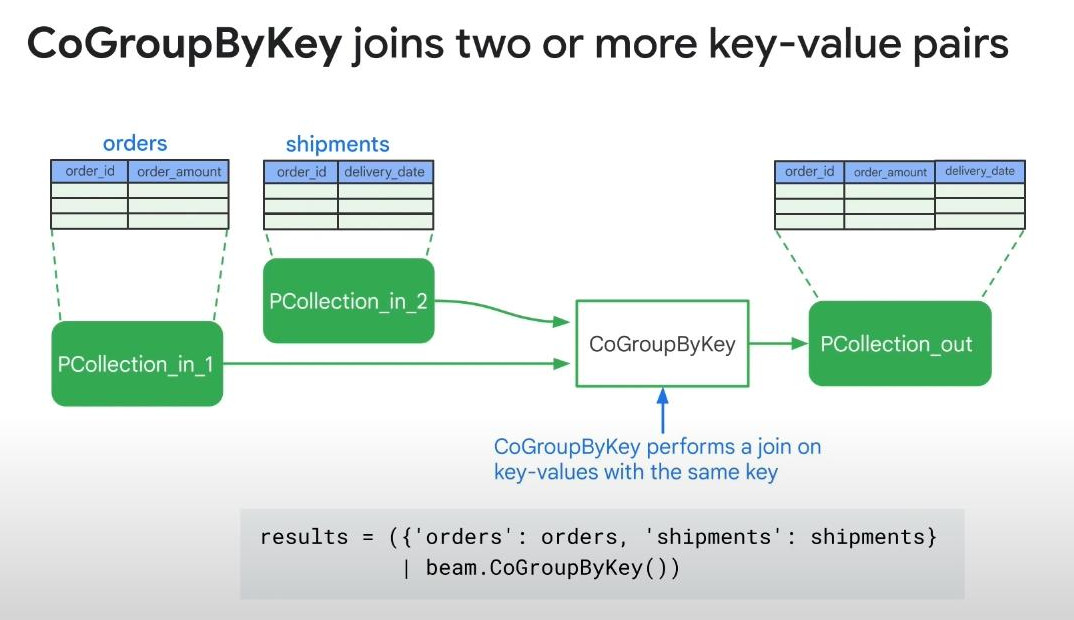 CoGroupByKey joins two or more key-value pairs
orders
order_id order_amount
shipments
order_id delivery_date
order_id order_amount delivery_date
PCollection_in_1
PCollection_in_2
CoGroupByKey
PCollection_out
CoGroupByKey performs a join on
key-values with the same key
results = ({'orders': orders, 'shipments': shipments}
| beam.CoGroupByKey())